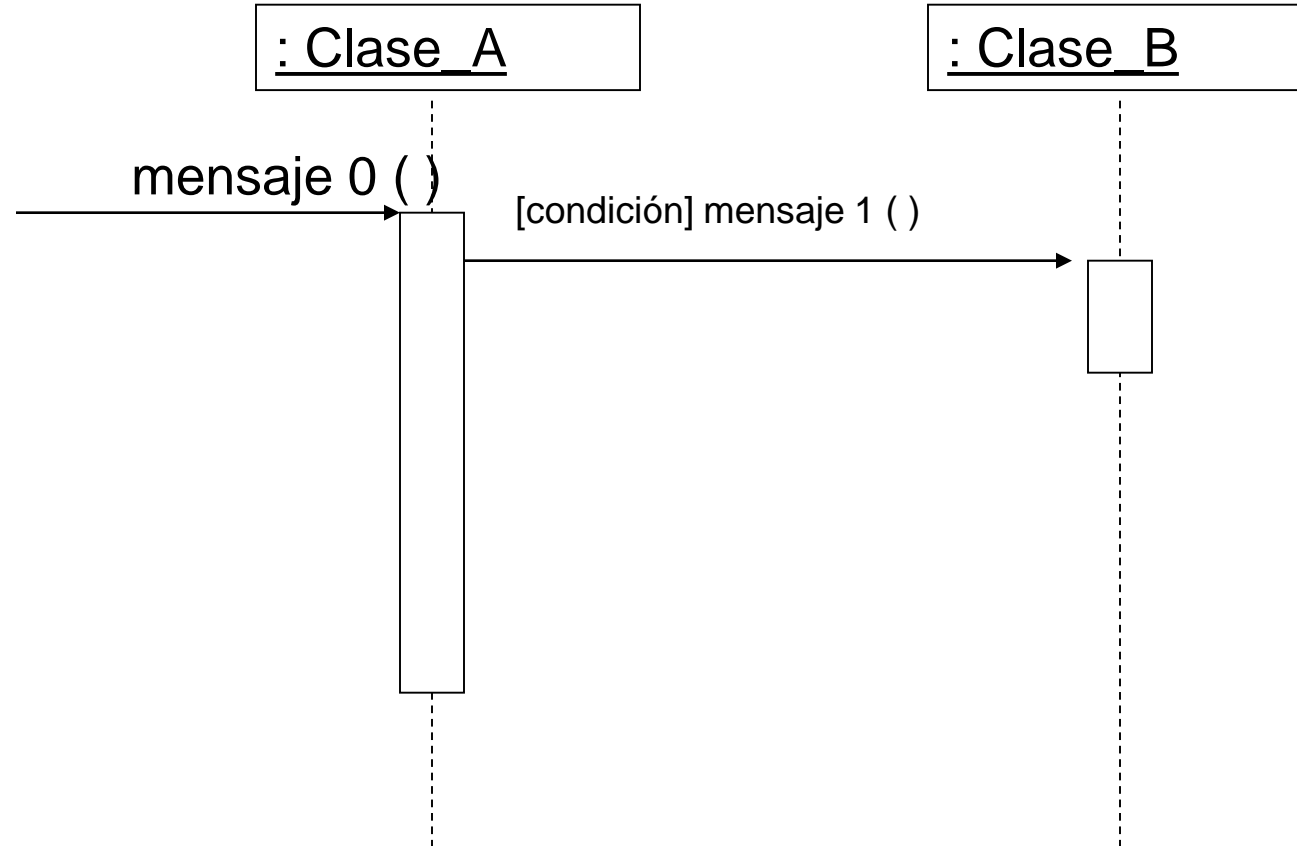 : Clase_A
: Clase_B
mensaje 0 ( )
[condición] mensaje 1 ( )